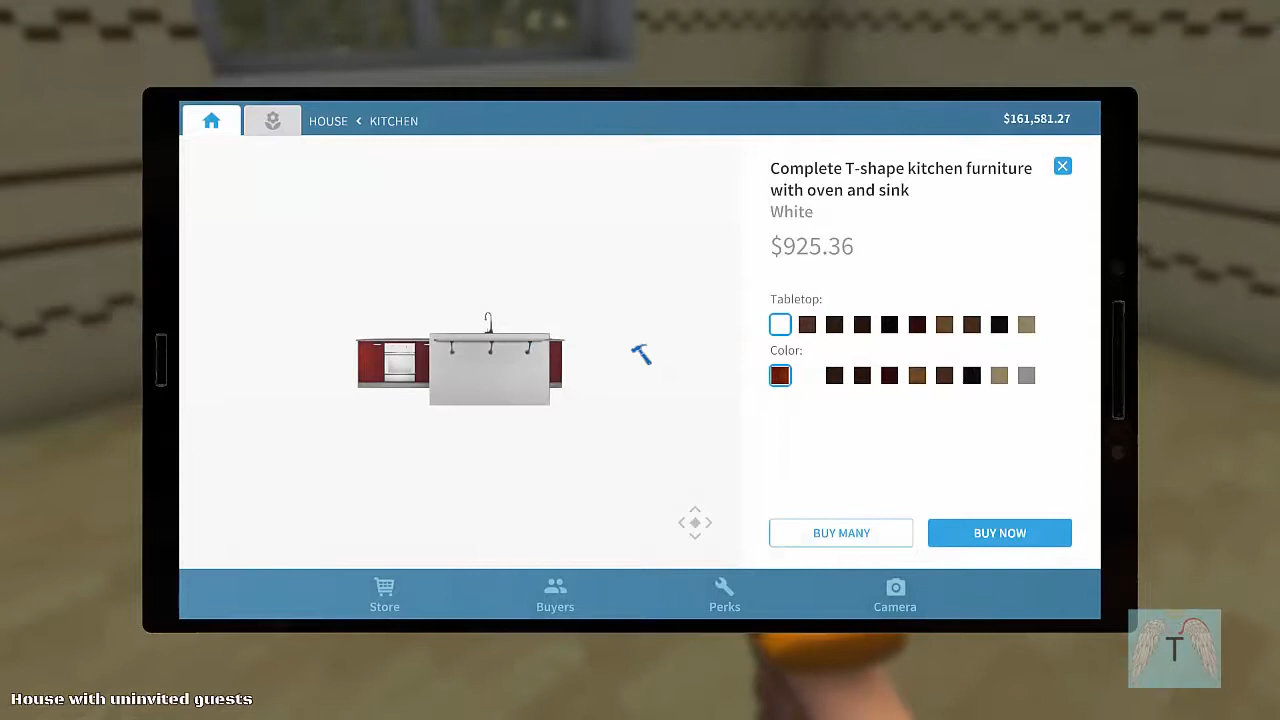 HOUSE < KITCHEN
$161,581.27
Complete T-shape kitchen furniture
with oven and sink
White
$925.36
Tabletop:
Color:
BUY MANY
BUY NOW
Store
Buyers
Perks
Camera
T
House with uninvited guests